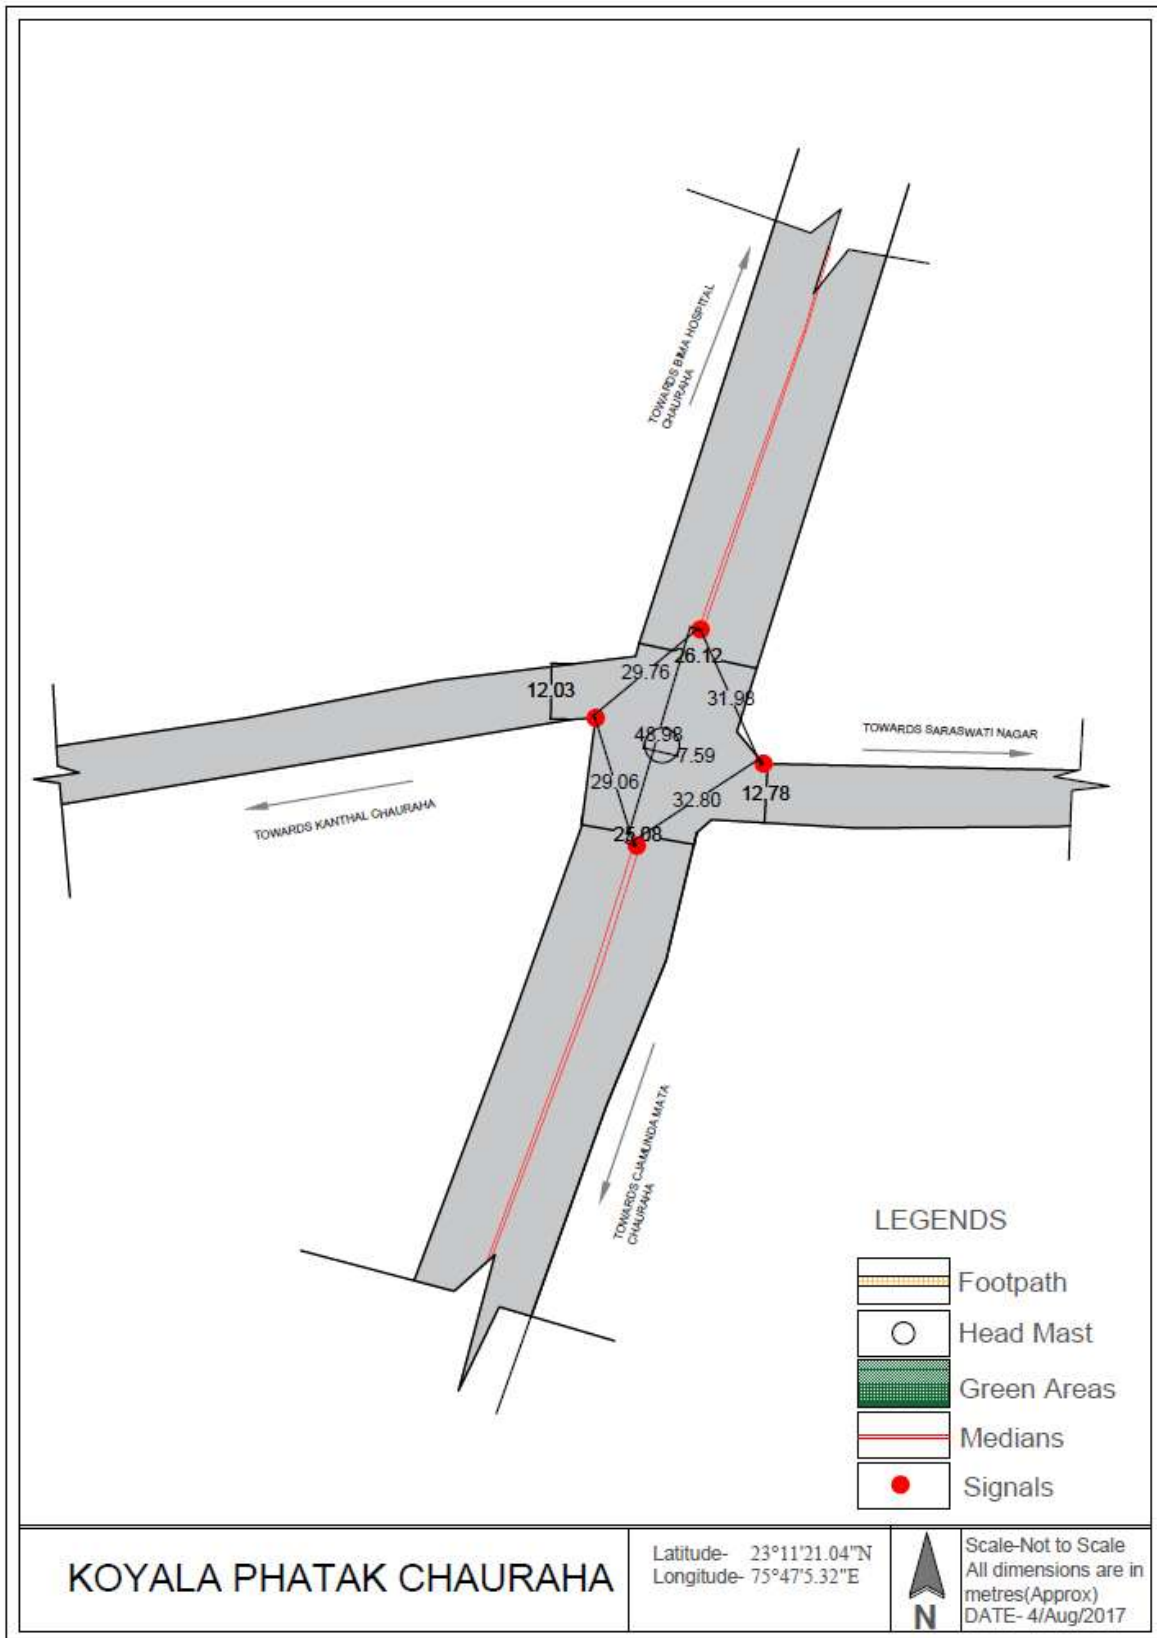 TOWARDS BIMA HOSPITAL
CHAURAHA
26.12
29.76
12.03
31.98
TOWARDS SARASWATI NAGAR
48.98
7.59
29.06
12.78
32.80
TOWARDS KANTHAL CHAURAHA
25.08
TOWARDS CJAMUNDA MATA
CHAURAHA
LEGENDS
Footpath
Head Mast
Green Areas
Medians
Signals
KOYALA PHATAK CHAURAHA
Latitude- 23°11'21.04"N
Longitude- 75°47'5.32"E
N
Scale-Not to Scale
All dimensions are in
metres(Approx)
DATE- 4/Aug/2017